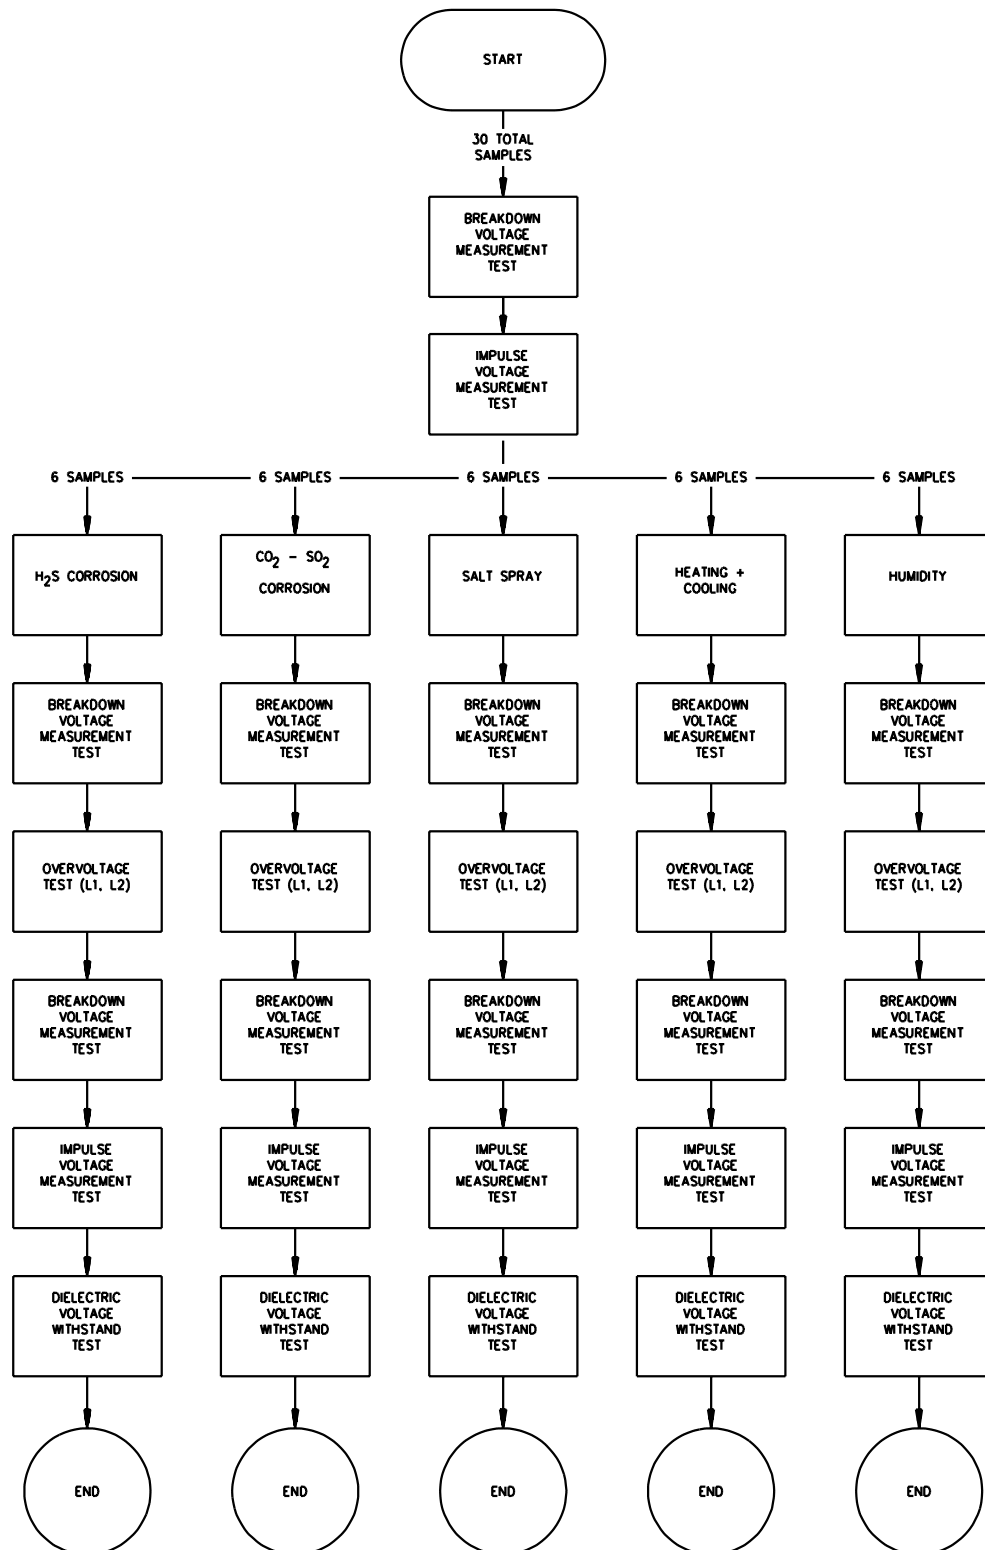 START
30 TOTAL
SAMPLES
BREAKDOWN
VOLTAGE
MEASUREMENT
TEST
IMPULSE
VOLTAGE
MEASUREMENT
TEST
6 SAMPLES
6 SAMPLES
6 SAMPLES
6 SAMPLES
6 SAMPLES
H₂S CORROSION
CO₂ - SO₂
CORROSION
SALT SPRAY
HEATING +
COOLING
HUMIDITY
BREAKDOWN
VOLTAGE
MEASUREMENT
TEST
BREAKDOWN
VOLTAGE
MEASUREMENT
TEST
BREAKDOWN
VOLTAGE
MEASUREMENT
TEST
BREAKDOWN
VOLTAGE
MEASUREMENT
TEST
BREAKDOWN
VOLTAGE
MEASUREMENT
TEST
OVERVOLTAGE
TEST (L1, L2)
OVERVOLTAGE
TEST (L1, L2)
OVERVOLTAGE
TEST (L1, L2)
OVERVOLTAGE
TEST (L1, L2)
OVERVOLTAGE
TEST (L1, L2)
BREAKDOWN
VOLTAGE
MEASUREMENT
TEST
BREAKDOWN
VOLTAGE
MEASUREMENT
TEST
BREAKDOWN
VOLTAGE
MEASUREMENT
TEST
BREAKDOWN
VOLTAGE
MEASUREMENT
TEST
BREAKDOWN
VOLTAGE
MEASUREMENT
TEST
IMPULSE
VOLTAGE
MEASUREMENT
TEST
IMPULSE
VOLTAGE
MEASUREMENT
TEST
IMPULSE
VOLTAGE
MEASUREMENT
TEST
IMPULSE
VOLTAGE
MEASUREMENT
TEST
IMPULSE
VOLTAGE
MEASUREMENT
TEST
DIELECTRIC
VOLTAGE
WITHSTAND
TEST
DIELECTRIC
VOLTAGE
WITHSTAND
TEST
DIELECTRIC
VOLTAGE
WITHSTAND
TEST
DIELECTRIC
VOLTAGE
WITHSTAND
TEST
DIELECTRIC
VOLTAGE
WITHSTAND
TEST
END
END
END
END
END